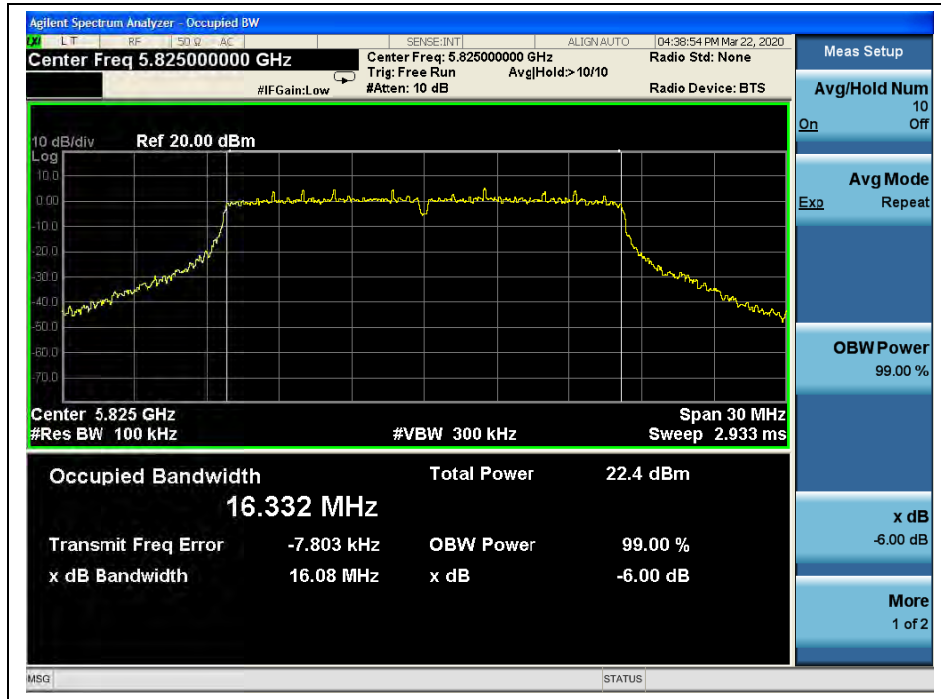 Agilent Spectrum Analyzer - Occupied BW
LXI LT RF 50 Ω AC SENSE:INT ALIGN AUTO 04:38:54 PM Mar 22, 2020
Center Freq 5.825000000 GHz
Center Freq: 5.825000000 GHz
Radio Std: None
Trig: Free Run Avg|Hold:>10/10
#IFGain:Low
#Atten: 10 dB
Radio Device: BTS
10 dB/div Ref 20.00 dBm
Log
10.0
0.00
-10.0
-20.0
-30.0
-40.0
-50.0
-60.0
-70.0
Center 5.825 GHz Span 30 MHz
#Res BW 100 kHz #VBW 300 kHz Sweep 2.933 ms
Occupied Bandwidth Total Power 22.4 dBm
16.332 MHz
Transmit Freq Error -7.803 kHz OBW Power 99.00 %
x dB Bandwidth 16.08 MHz x dB -6.00 dB
Meas Setup
Avg/Hold Num
10
On Off
Avg Mode
Exp Repeat
OBW Power
99.00 %
x dB
-6.00 dB
More
1 of 2
MSG STATUS